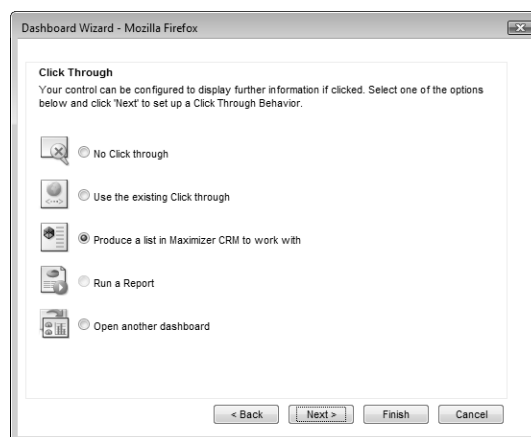 Dashboard Wizard - Mozilla Firefox
Click Through
Your control can be configured to display further information if clicked. Select one of the options
below and click 'Next' to set up a Click Through Behavior.
No Click through
Use the existing Click through
Produce a list in Maximizer CRM to work with
Run a Report
Open another dashboard
< Back
Next >
Finish
Cancel